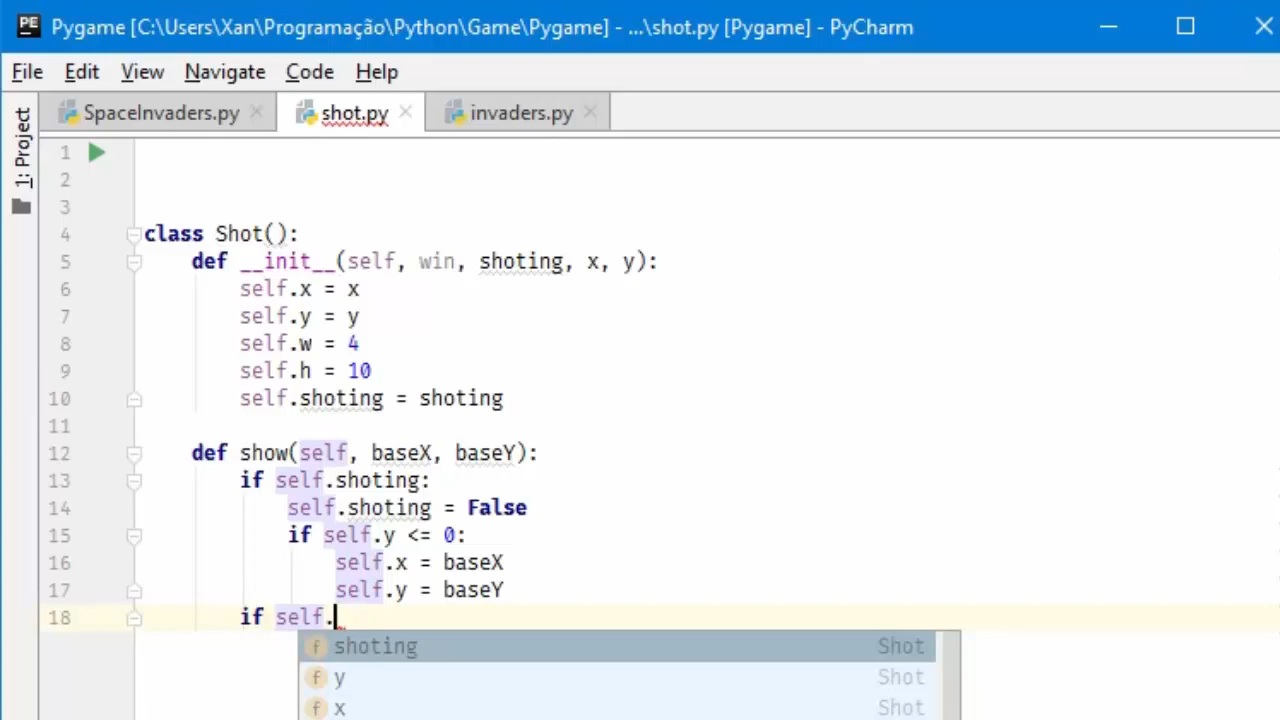 Pygame [C:\Users\Xan\Programação\Python\Game\Pygame] - ...\shot.py [Pygame] - PyCharm
File Edit View Navigate Code Help
1: Project
SpaceInvaders.py shot.py invaders.py
1
2
3
4 class Shot():
5 def __init__(self, win, shoting, x, y):
6 self.x = x
7 self.y = y
8 self.w = 4
9 self.h = 10
10 self.shoting = shoting
11
12 def show(self, baseX, baseY):
13 if self.shoting:
14 self.shoting = False
15 if self.y <= 0:
16 self.x = baseX
17 self.y = baseY
18 if self.
f shoting Shot
f y Shot
f x Shot